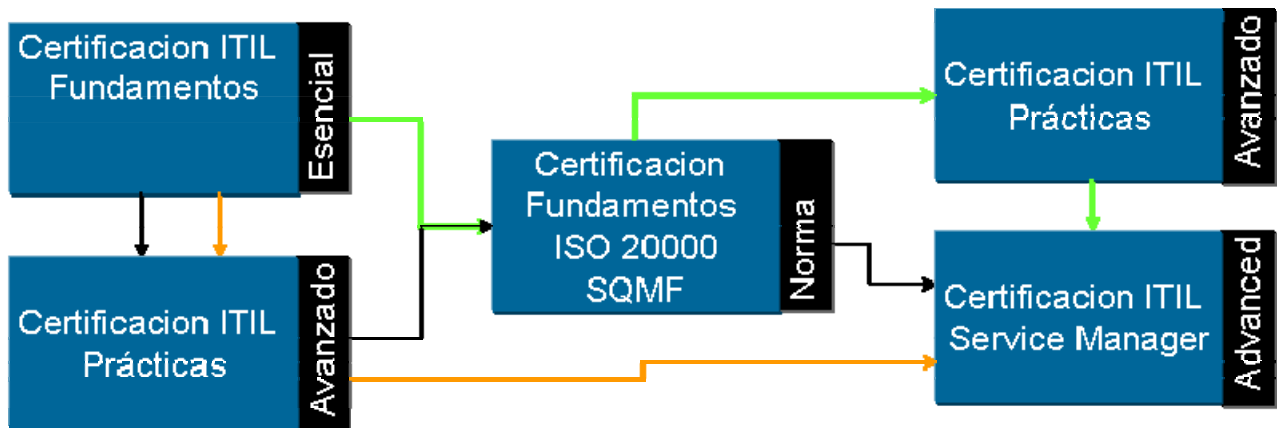 Certificacion ITIL
Fundamentos
Esencial
Certificacion ITIL
Prácticas
Avanzado
Certificacion
Fundamentos
ISO 20000
SQMF
Norma
Certificacion ITIL
Prácticas
Avanzado
Certificacion ITIL
Service Manager
Advanced